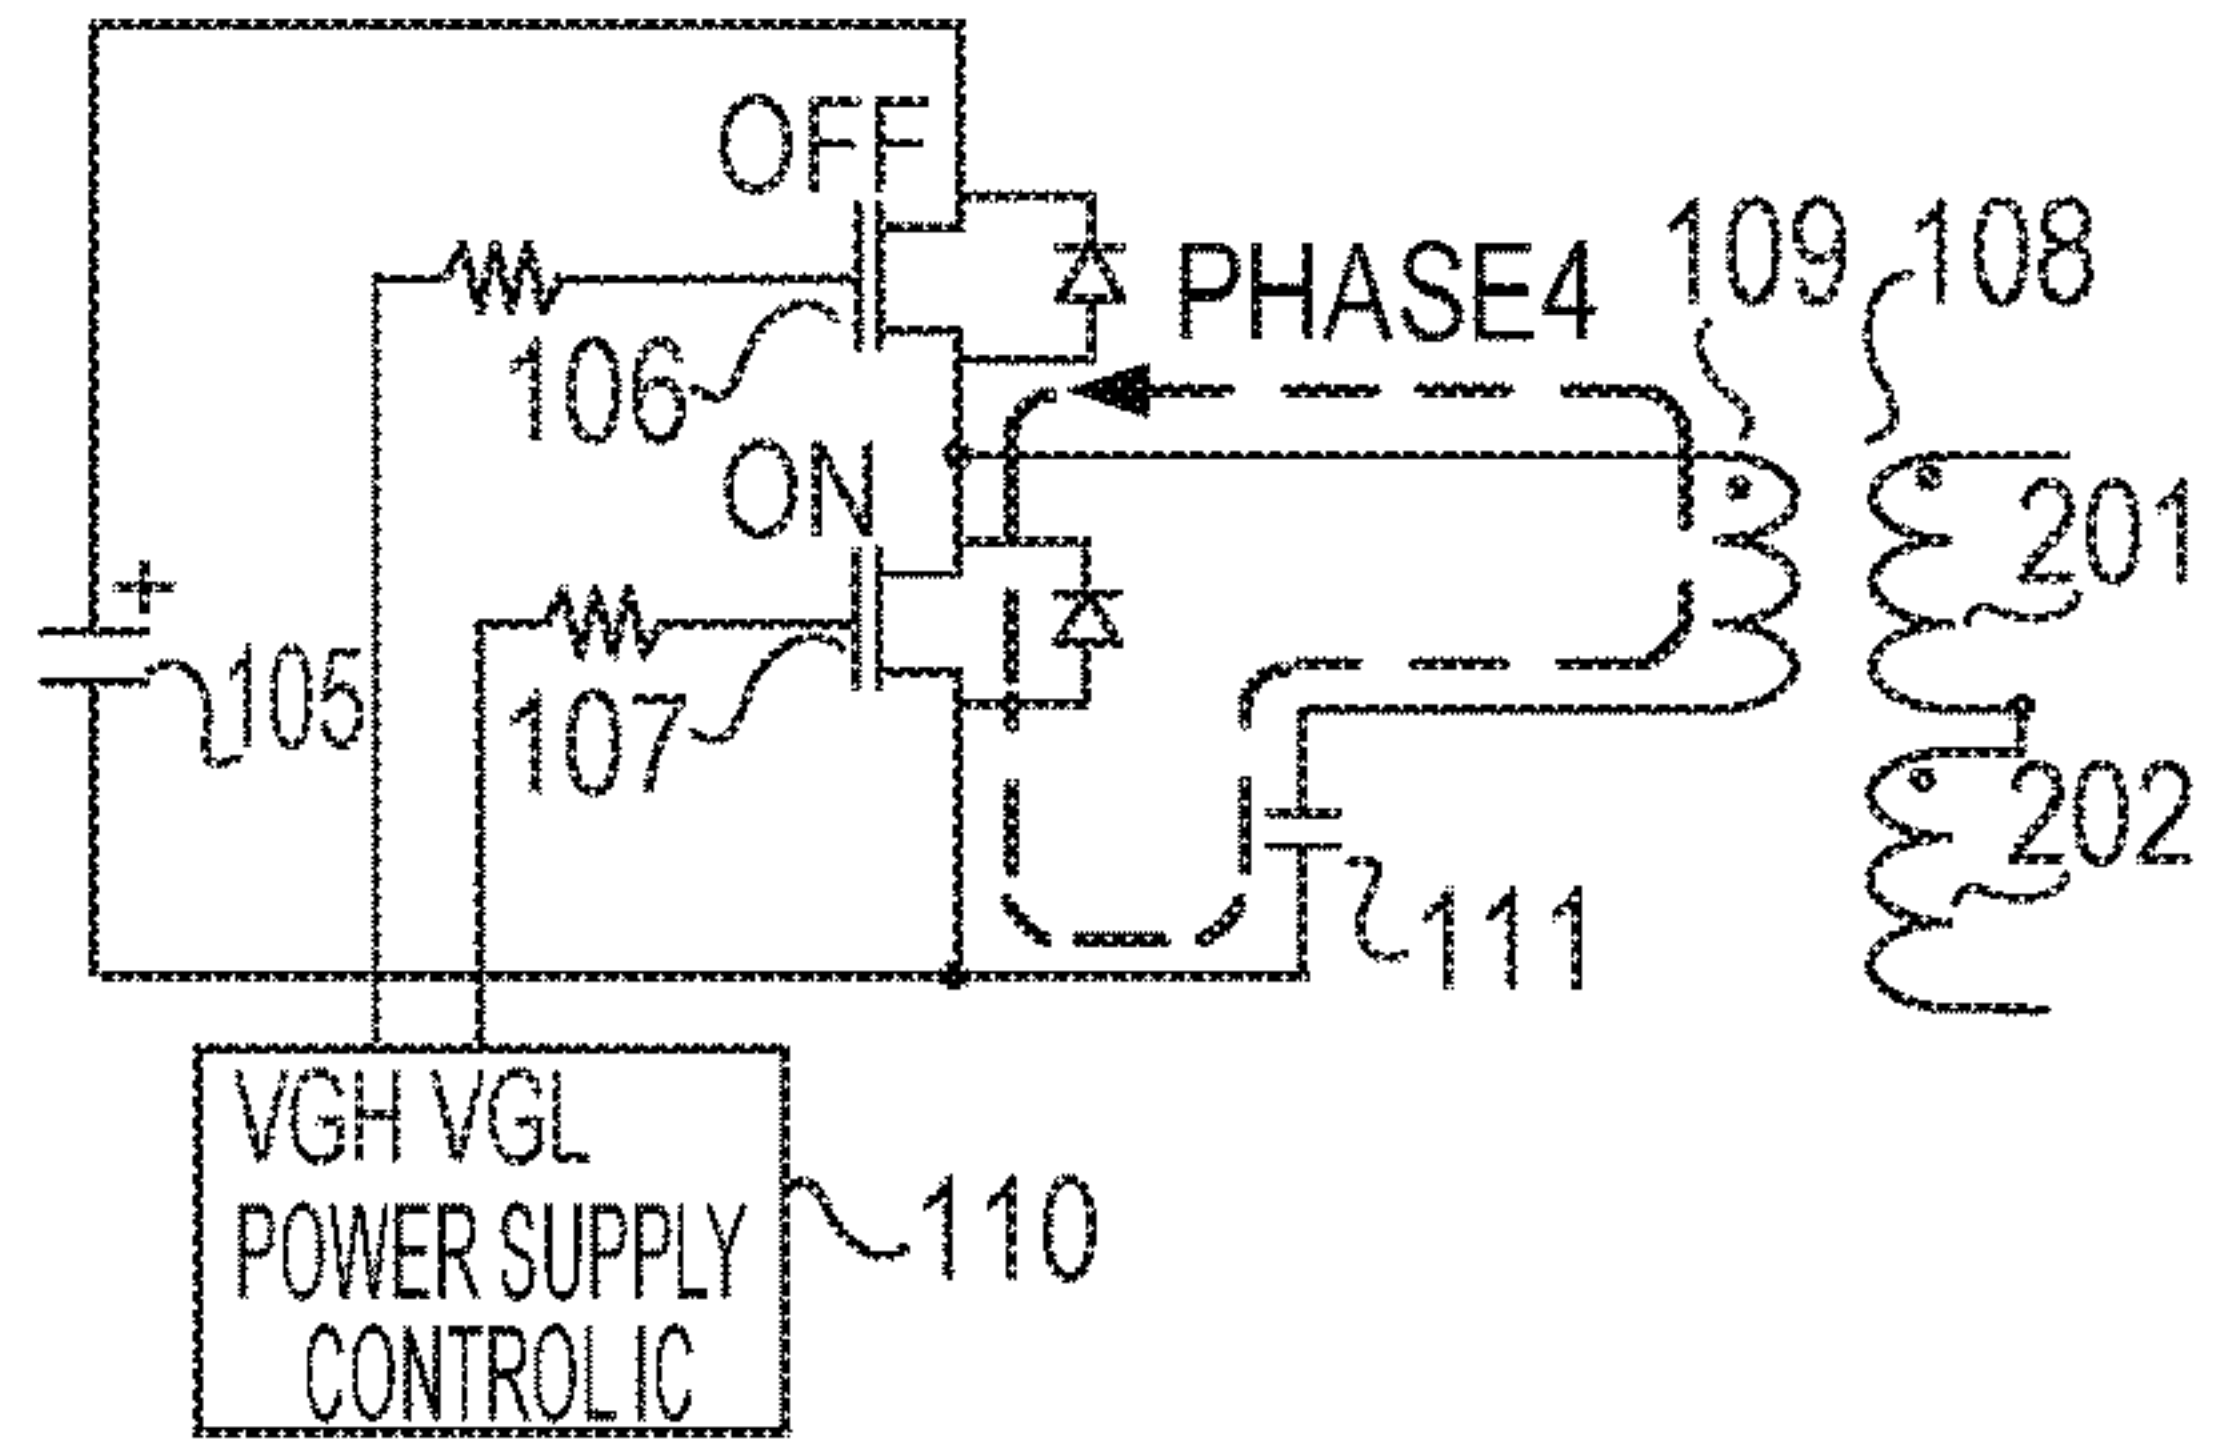 OFF
109 108
PHASE4
106
ON
201
+
105
107
202
111
VGH VGL
110
POWER SUPPLY
CONTROL IC